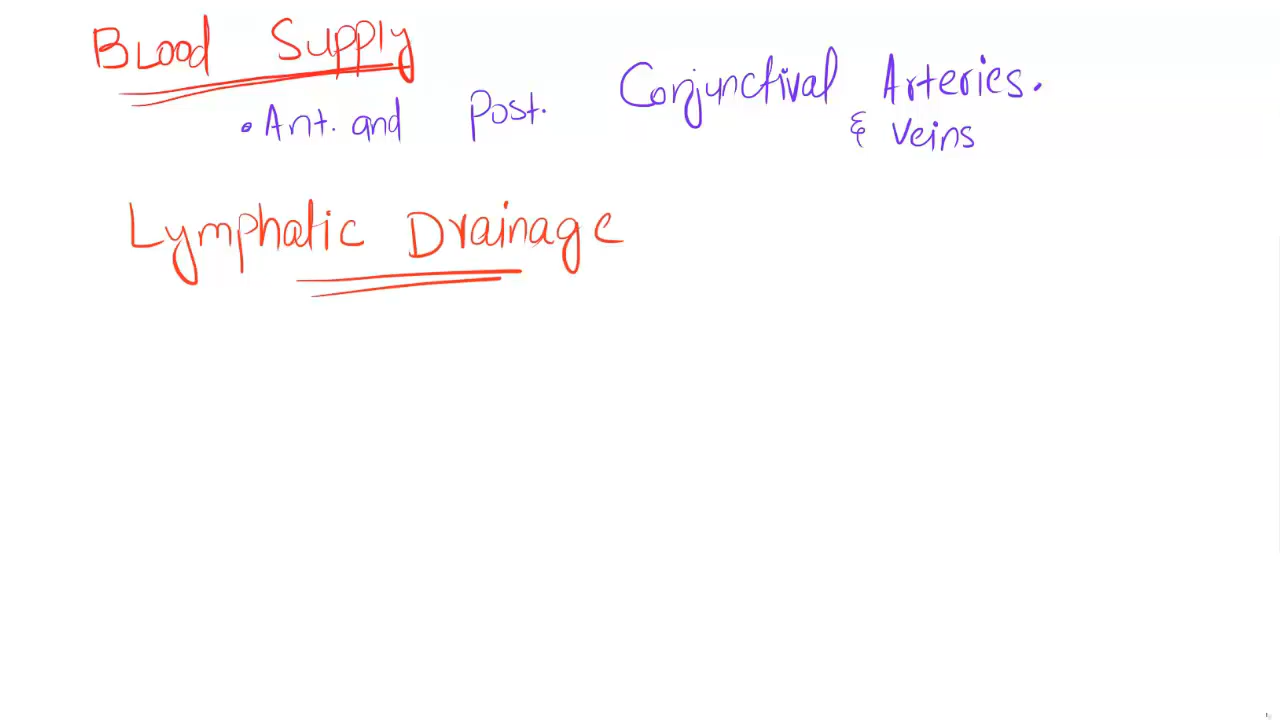 Blood Supply
• Ant. and Post. Conjunctival Arteries.
& Veins
Lymphatic Drainage